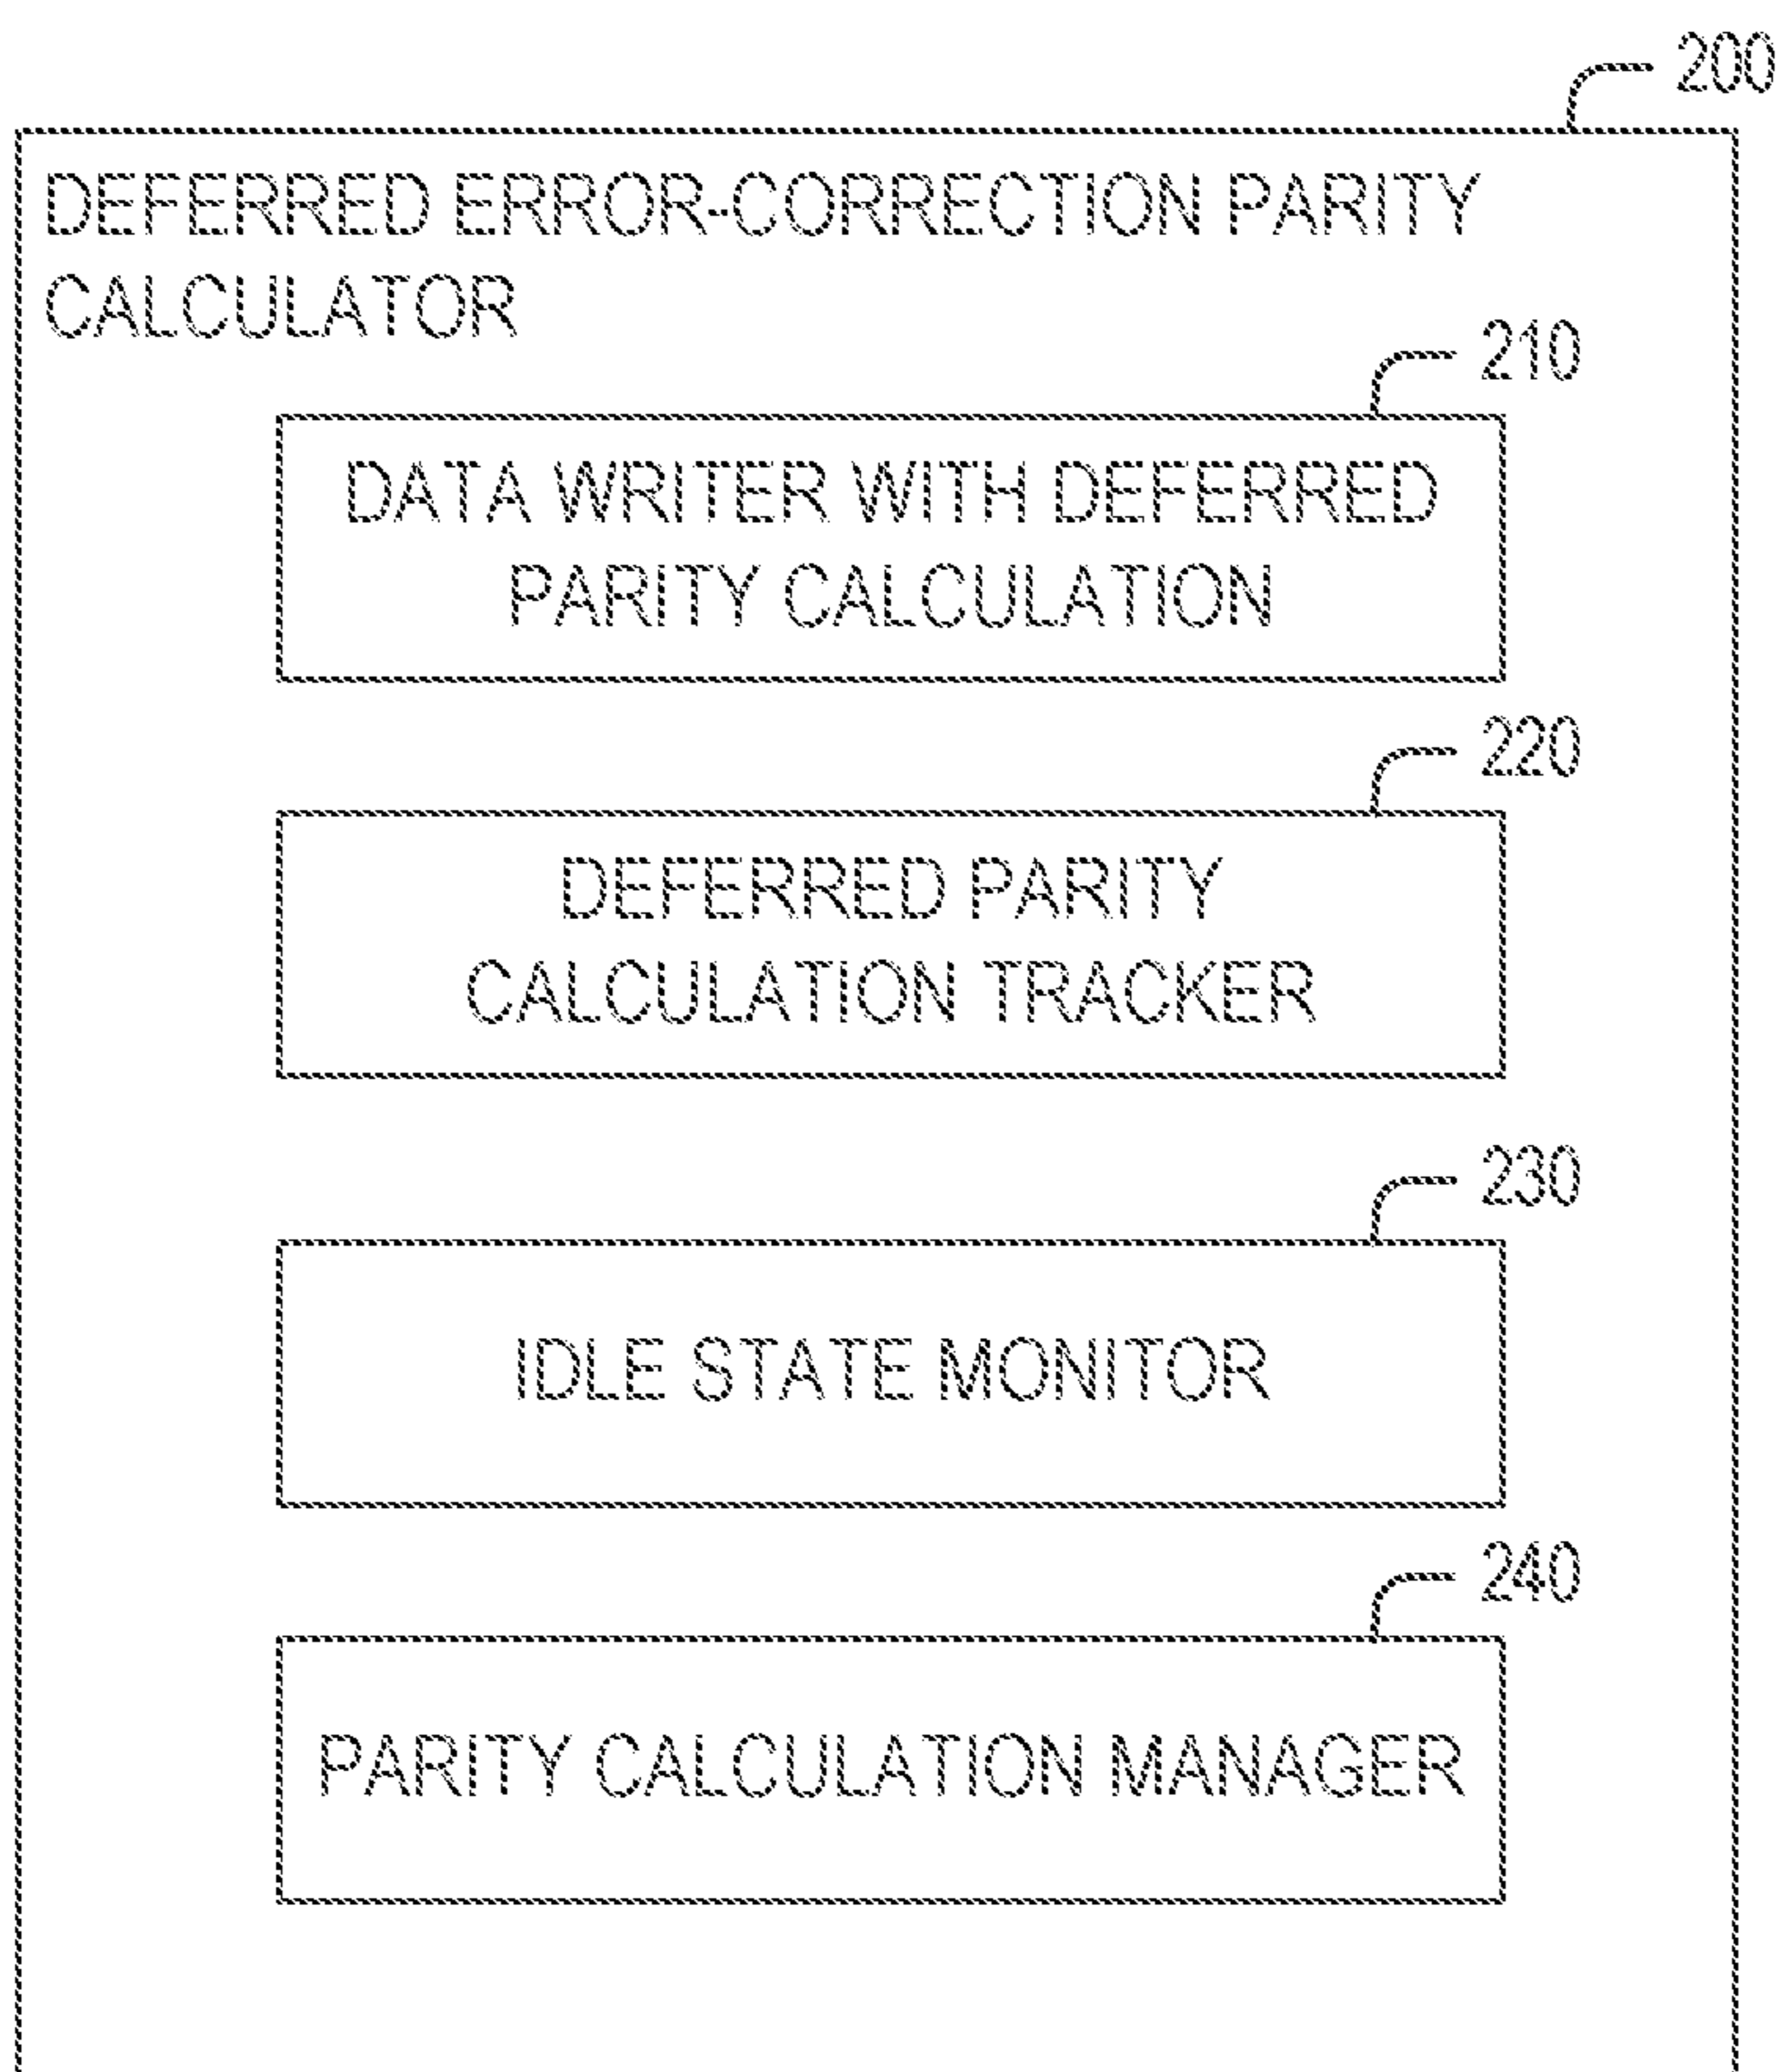 200
DEFERRED ERROR-CORRECTION PARITY
CALCULATOR
210
DATA WRITER WITH DEFERRED
PARITY CALCULATION
220
DEFERRED PARITY
CALCULATION TRACKER
230
IDLE STATE MONITOR
240
PARITY CALCULATION MANAGER